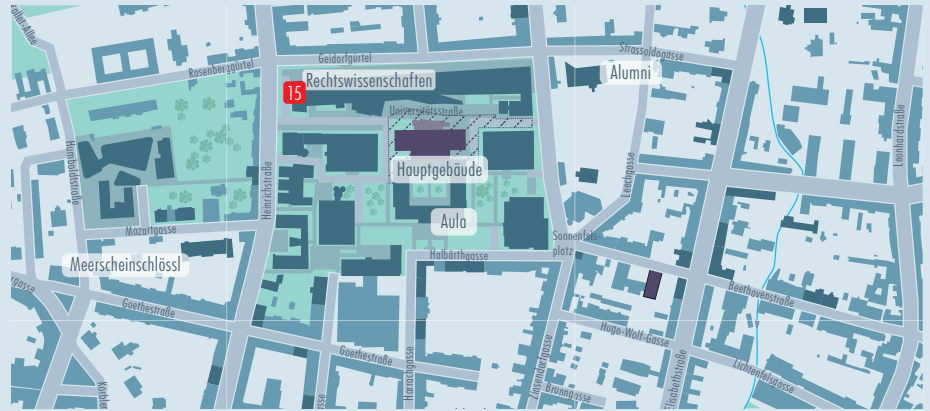 Strassoldogasse
Geidorfgürtel
Rosenberggürtel
Rechtswissenschaften
Alumni
15
Universitätsstraße
Leonhardstraße
Humboldtstraße
Heinrichstraße
Leechgasse
Hauptgebäude
Aula
Mozartgasse
Sonnenfels-
platz
Halbärthgasse
Meerscheinschlössl
Goethestraße
Beethovenstraße
Hugo-Wolf-Gasse
Goethestraße
Harrachgasse
Zinzendorfgasse
Elisabethstraße
Lichtenfelsgasse
Brunngasse